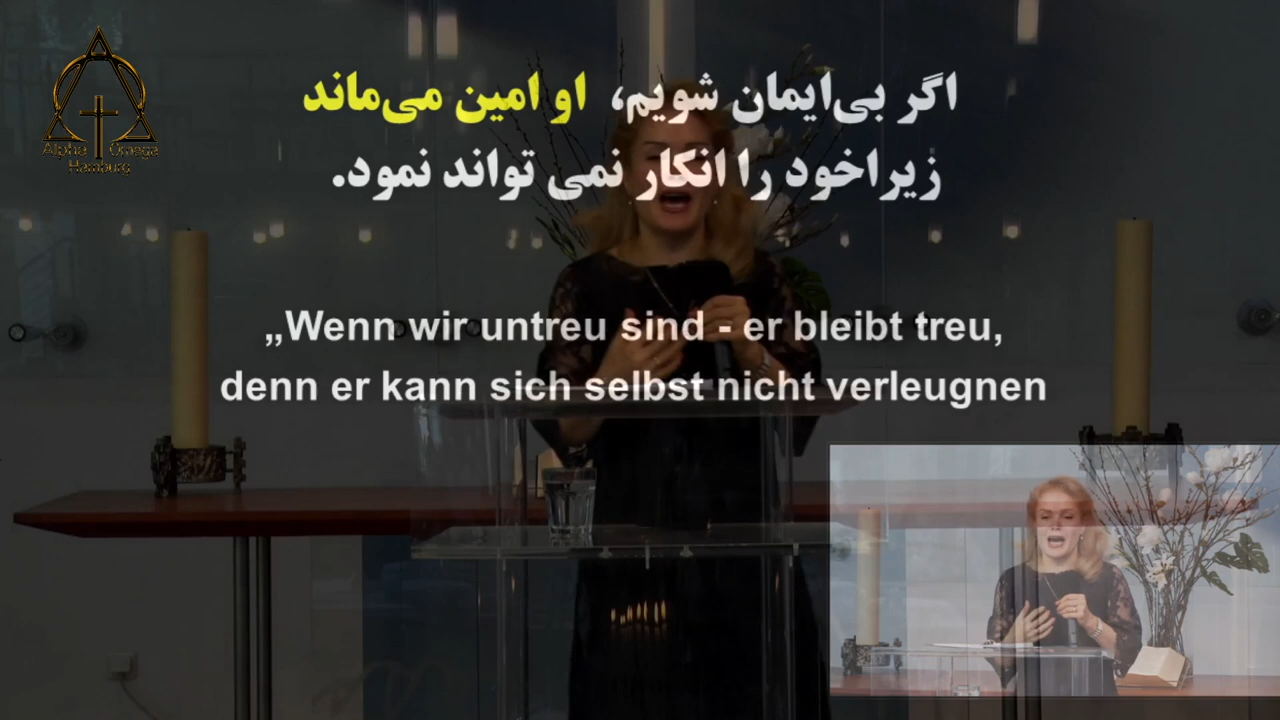 Alpha Omega
Hamburg
اگر بی‌ایمان شویم، او امین می‌ماند
زیراخود را انکار نمی تواند نمود.
„Wenn wir untreu sind - er bleibt treu,
denn er kann sich selbst nicht verleugnen